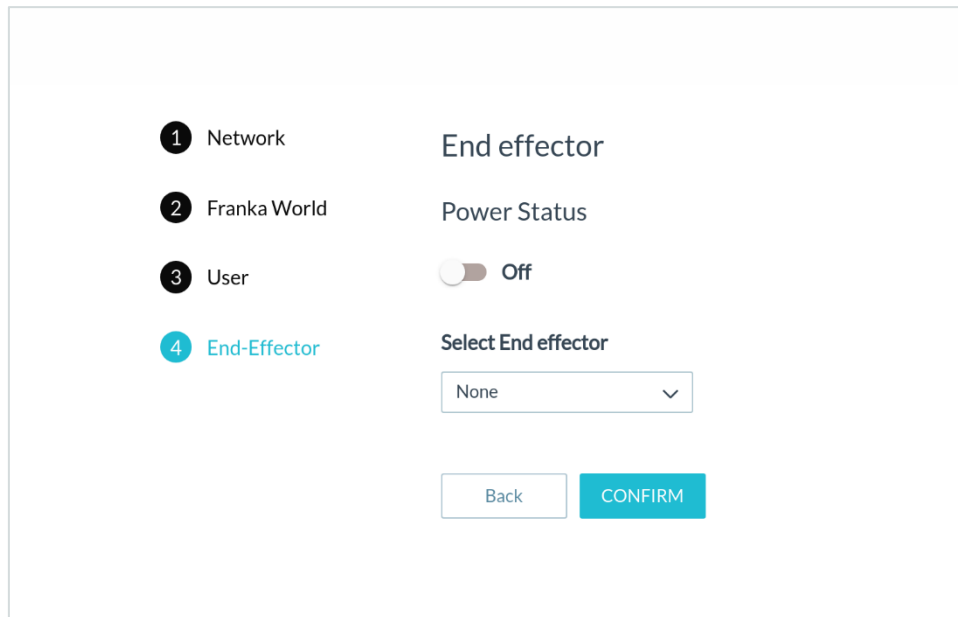 1 Network
2 Franka World
3 User
4 End-Effector
End effector
Power Status
Off
Select End effector
None
Back
CONFIRM